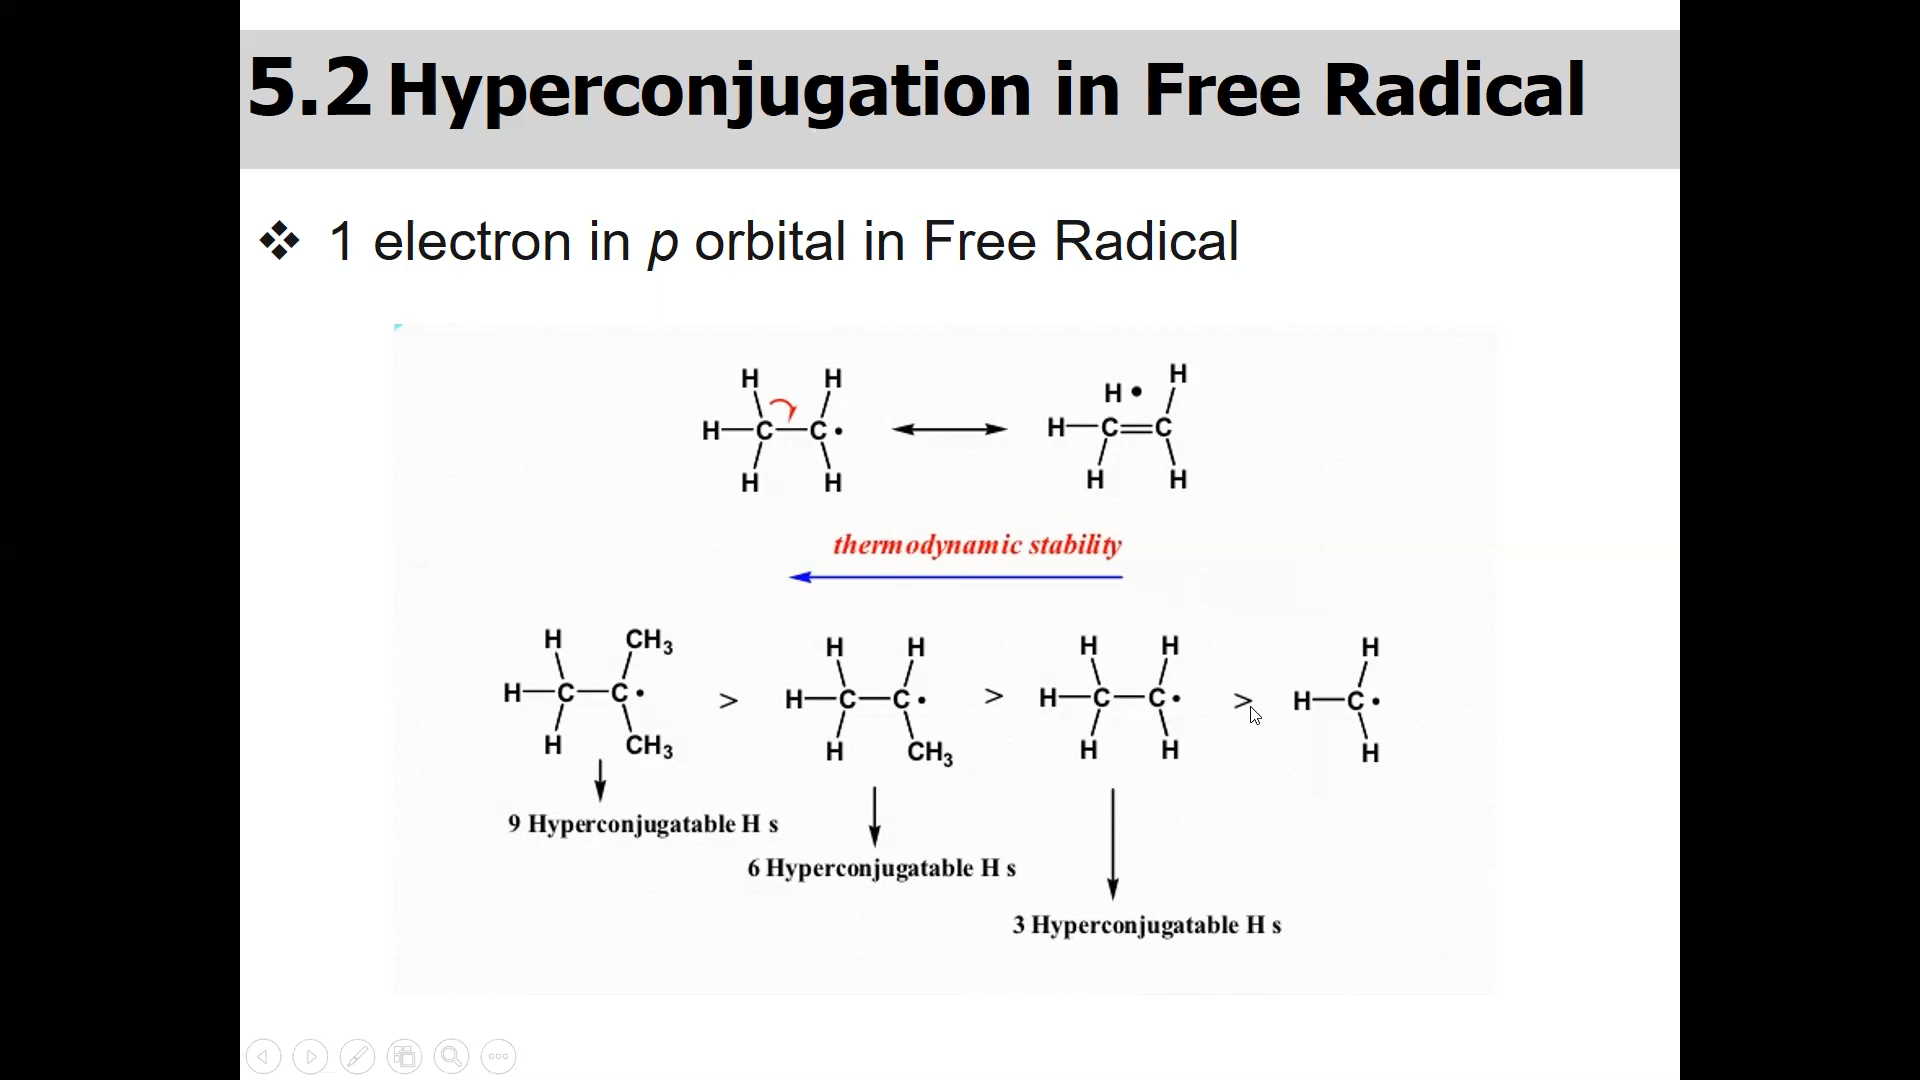 5.2 Hyperconjugation in Free Radical
❖ 1 electron in p orbital in Free Radical
H H H • H
H—C—C• H—C=C
H H H H
thermodynamic stability
H CH₃ H H H H H
H—C—C• > H—C—C• > H—C—C• > H—C•
H CH₃ H CH₃ H H H
9 Hyperconjugatable H s
6 Hyperconjugatable H s
3 Hyperconjugatable H s